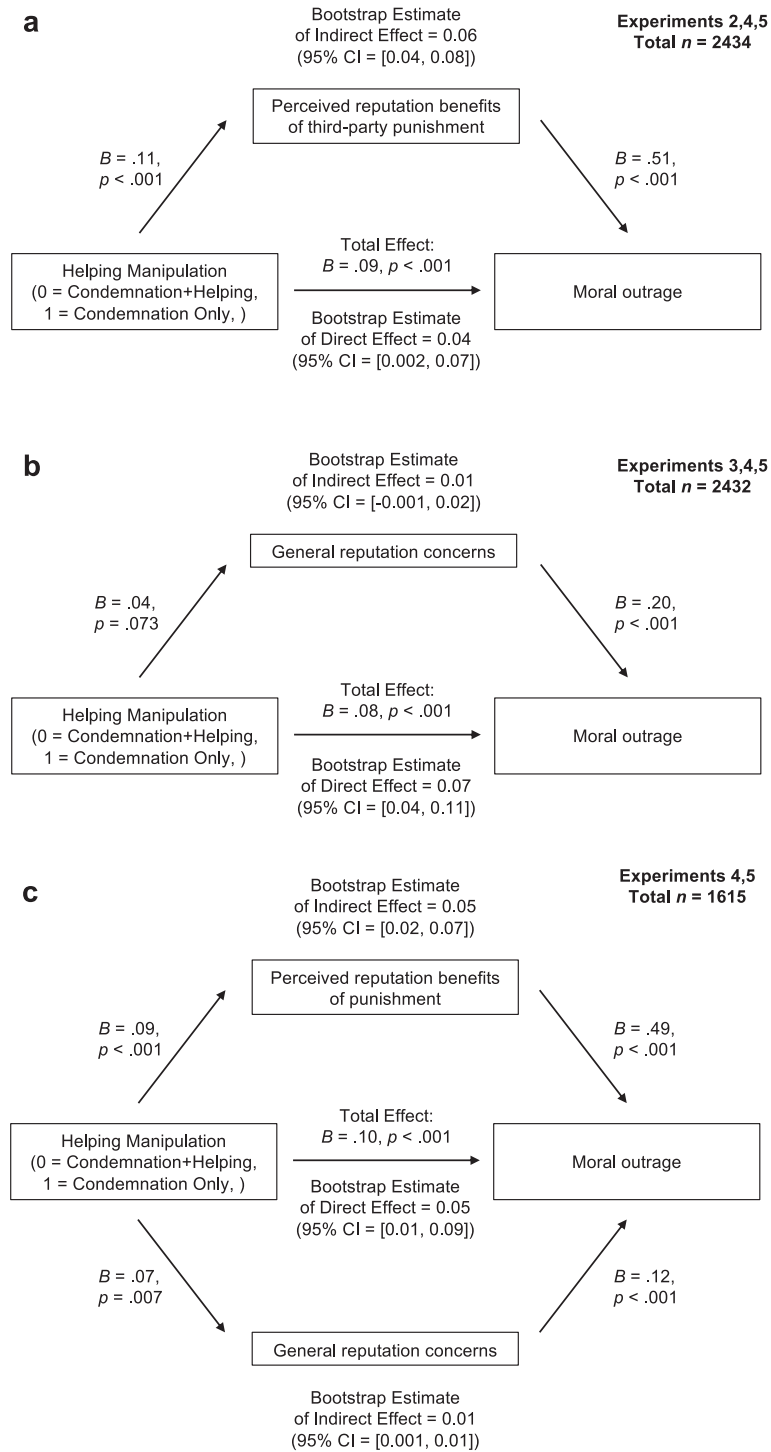 a
Bootstrap Estimate
of Indirect Effect = 0.06
(95% CI = [0.04, 0.08])
Experiments 2,4,5
Total n = 2434
Perceived reputation benefits
of third-party punishment
B = .11,
p < .001
B = .51,
p < .001
Helping Manipulation
(0 = Condemnation+Helping,
1 = Condemnation Only, )
Total Effect:
B = .09, p < .001
Bootstrap Estimate
of Direct Effect = 0.04
(95% CI = [0.002, 0.07])
Moral outrage
b
Bootstrap Estimate
of Indirect Effect = 0.01
(95% CI = [-0.001, 0.02])
Experiments 3,4,5
Total n = 2432
General reputation concerns
B = .04,
p = .073
B = .20,
p < .001
Helping Manipulation
(0 = Condemnation+Helping,
1 = Condemnation Only, )
Total Effect:
B = .08, p < .001
Bootstrap Estimate
of Direct Effect = 0.07
(95% CI = [0.04, 0.11])
Moral outrage
c
Bootstrap Estimate
of Indirect Effect = 0.05
(95% CI = [0.02, 0.07])
Experiments 4,5
Total n = 1615
Perceived reputation benefits
of punishment
B = .09,
p < .001
B = .49,
p < .001
Helping Manipulation
(0 = Condemnation+Helping,
1 = Condemnation Only, )
Total Effect:
B = .10, p < .001
Bootstrap Estimate
of Direct Effect = 0.05
(95% CI = [0.01, 0.09])
Moral outrage
B = .07,
p = .007
B = .12,
p < .001
General reputation concerns
Bootstrap Estimate
of Indirect Effect = 0.01
(95% CI = [0.001, 0.01])